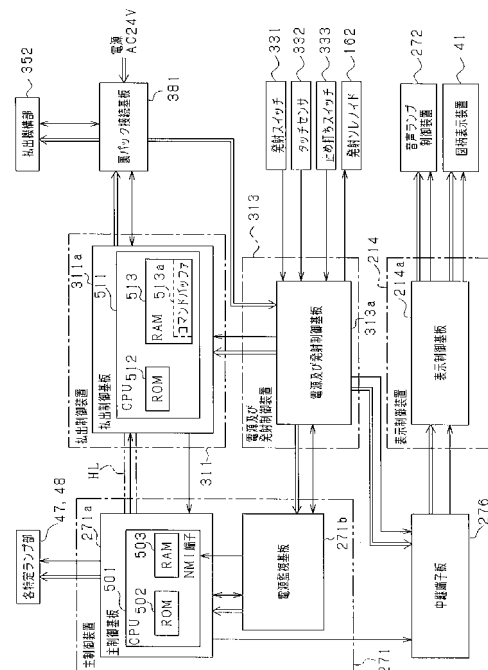 352
払出機構部
電源
AC24V
裏パック接続基板
381
331
発射スイッチ
332
タッチセンサ
333
止め打ちスイッチ
162
発射ソレノイド
272
音声ランプ
制御装置
41
図柄表示装置
311a
511
513
513a
払出制御装置
払出制御基板
CPU
512
ROM
RAM
コマンドバッファ
311
313
電源及び
発射制御装置
電源及び発射制御基板
313a
214
214a
表示制御装置
表示制御基板
HL
各特定ランプ部
47, 48
271a
501
主制御装置
主制御基板
CPU
502
503
ROM
RAM
NMI端子
271b
電源監視基板
271
276
中継端子板